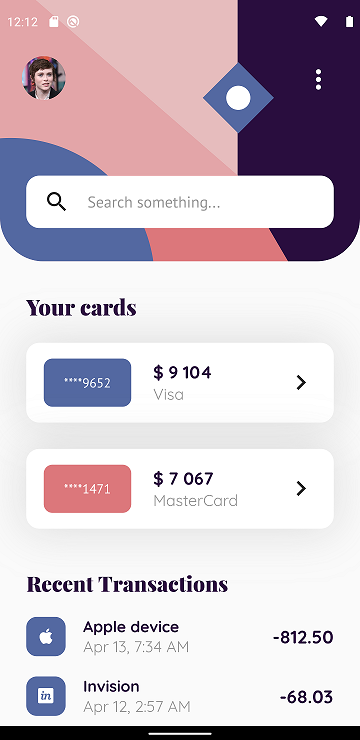 12:12
Search something...
Your cards
****9652
$ 9 104
Visa
****1471
$ 7 067
MasterCard
Recent Transactions
Apple device
Apr 13, 7:34 AM
-812.50
in
Invision
Apr 12, 2:57 AM
-68.03